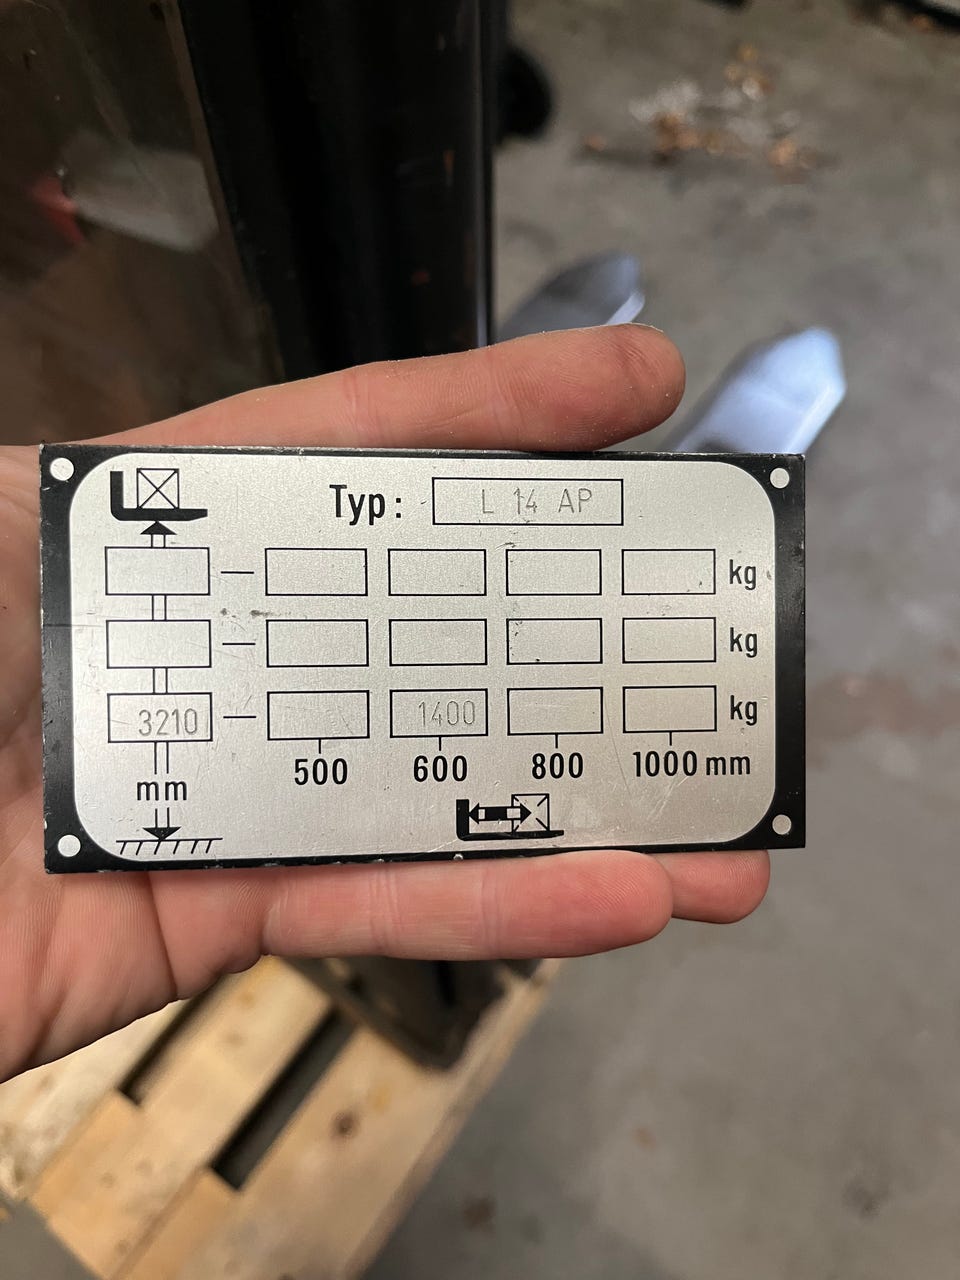 Typ: L 14 AP
kg
kg
3210 1400 kg
500 600 800 1000 mm
mm